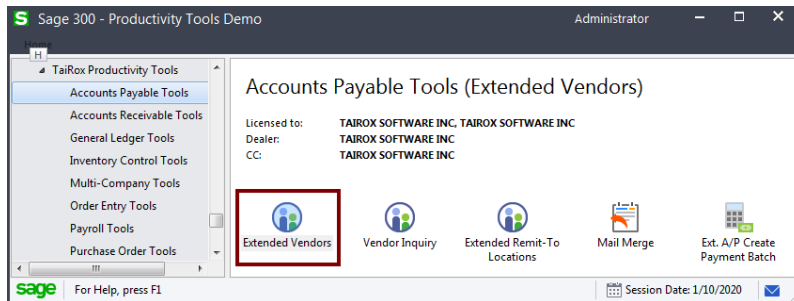 S Sage 300 - Productivity Tools Demo
Administrator
Home
H
TaiRox Productivity Tools
Accounts Payable Tools
Accounts Receivable Tools
General Ledger Tools
Inventory Control Tools
Multi-Company Tools
Order Entry Tools
Payroll Tools
Purchase Order Tools
Accounts Payable Tools (Extended Vendors)
Licensed to: TAIROX SOFTWARE INC, TAIROX SOFTWARE INC
Dealer: TAIROX SOFTWARE INC
CC: TAIROX SOFTWARE INC
Extended Vendors
Vendor Inquiry
Extended Remit-To
Locations
Mail Merge
Ext. A/P Create
Payment Batch
sage For Help, press F1
Session Date: 1/10/2020